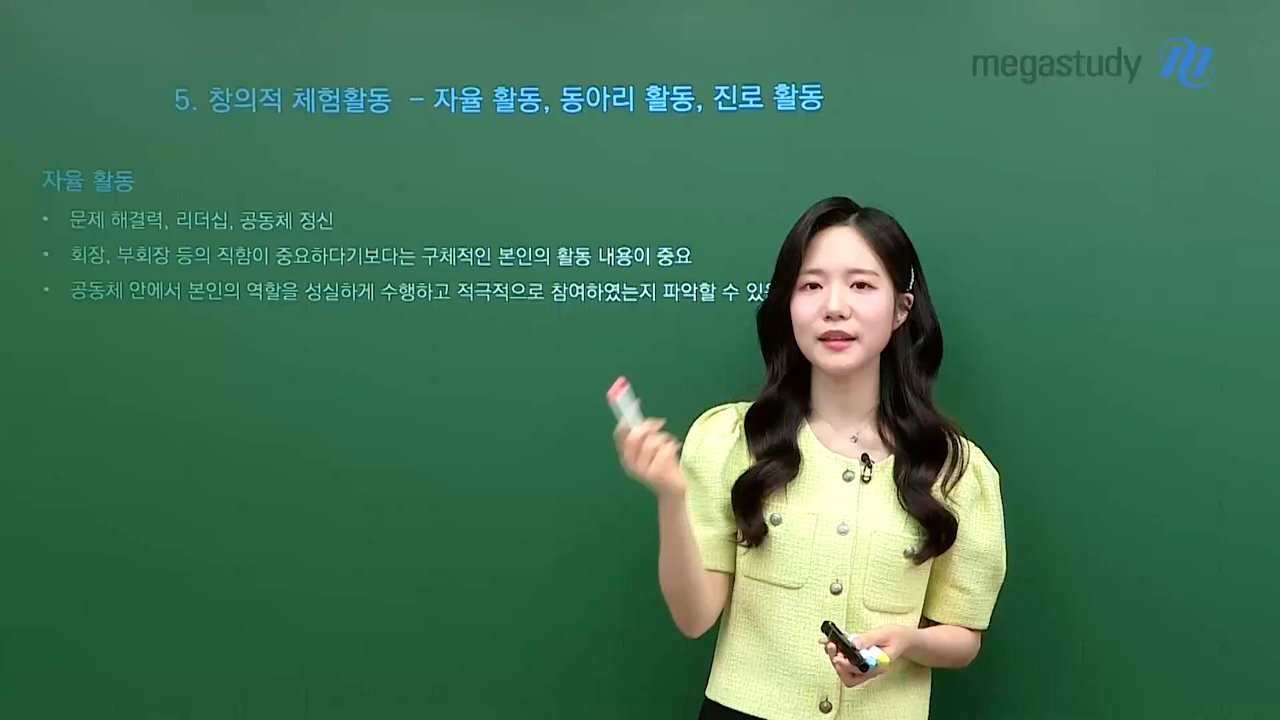 megastudy
5. 창의적 체험활동 - 자율 활동, 동아리 활동, 진로 활동
자율 활동
• 문제 해결력, 리더십, 공동체 정신
• 회장, 부회장 등의 직함이 중요하다기보다는 구체적인 본인의 활동 내용이 중요
• 공동체 안에서 본인의 역할을 성실하게 수행하고 적극적으로 참여하였는지 파악할 수 있